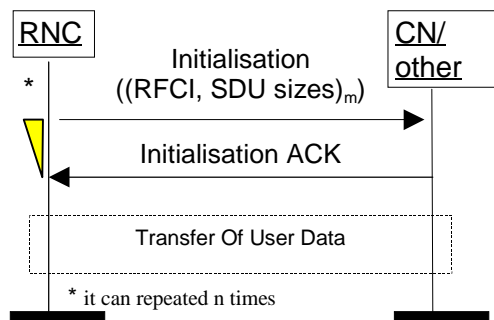 RNC
CN/
other
*
Initialisation
((RFCI, SDU sizes)m)
Initialisation ACK
Transfer Of User Data
* it can repeated n times